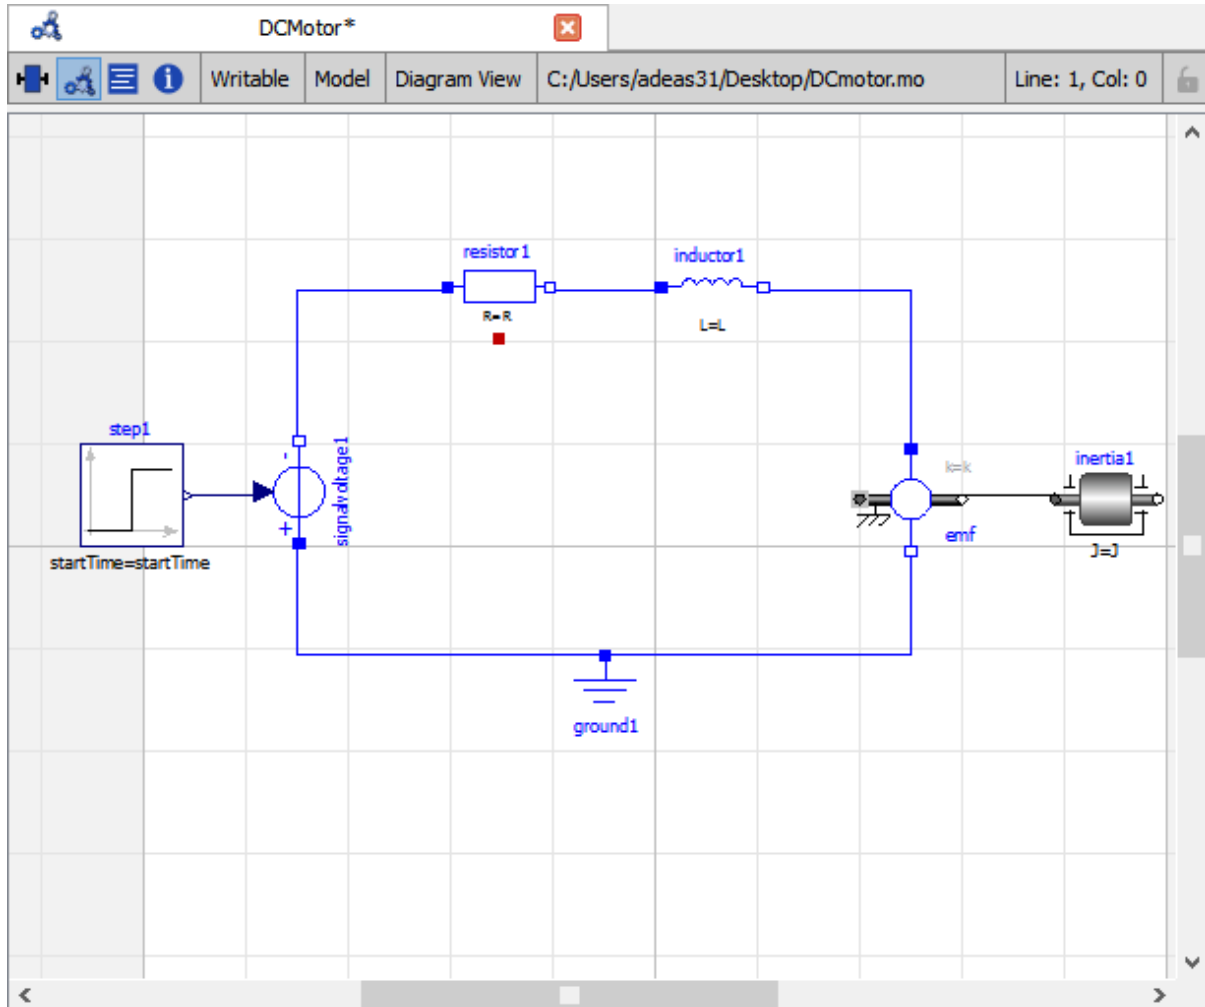 DCMotor*
Writable Model Diagram View C:/Users/adeas31/Desktop/DCmotor.mo Line: 1, Col: 0
resistor1
inductor1
R=R
L=L
step1
signalvoltage1
-
+
k=k
inertia1
emf
J=J
startTime=startTime
ground1